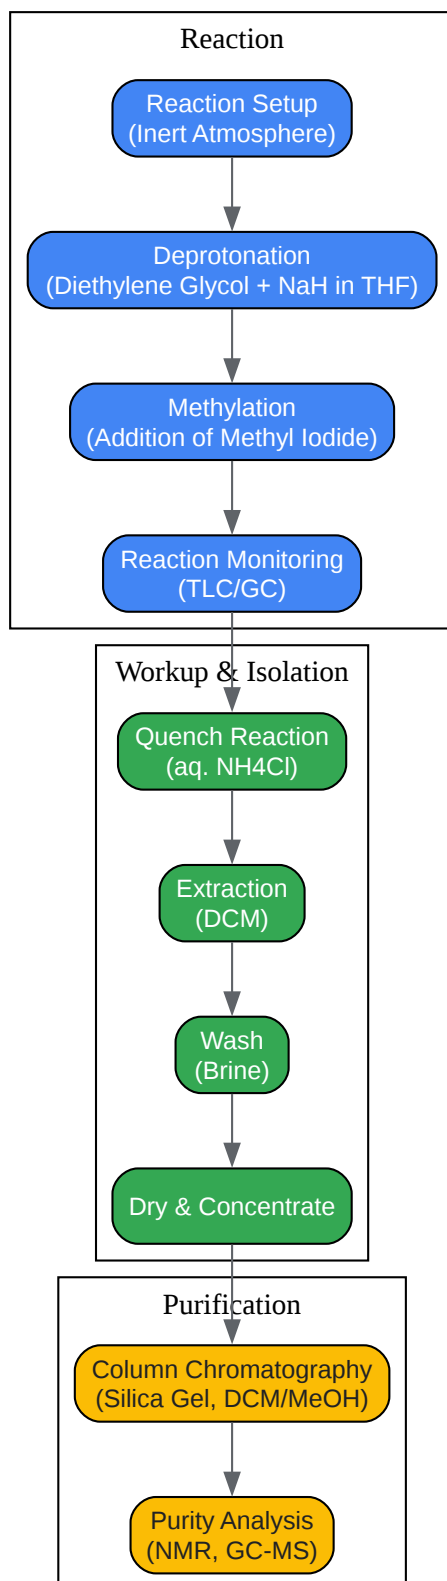 Reaction
Reaction Setup
(Inert Atmosphere)
Deprotonation
(Diethylene Glycol + NaH in THF)
Methylation
(Addition of Methyl Iodide)
Reaction Monitoring
(TLC/GC)
Workup & Isolation
Quench Reaction
(aq. NH4Cl)
Extraction
(DCM)
Wash
(Brine)
Dry & Concentrate
Purification
Column Chromatography
(Silica Gel, DCM/MeOH)
Purity Analysis
(NMR, GC-MS)